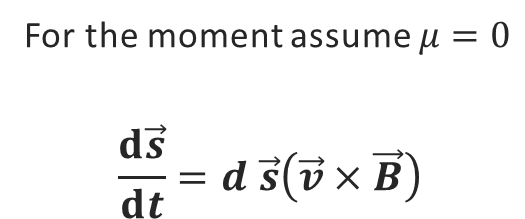 For the moment assume μ = 0
ds⃗/dt = d s⃗(v⃗ × B⃗)